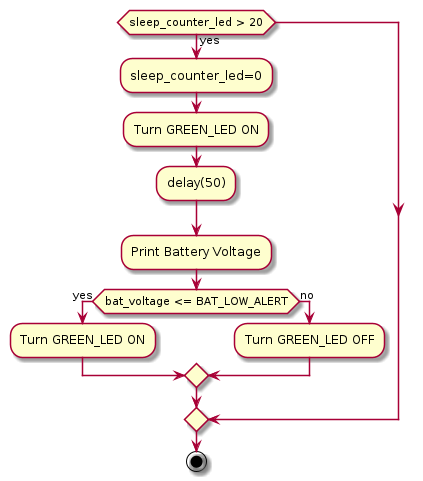 sleep_counter_led > 20
yes
sleep_counter_led=0
Turn GREEN_LED ON
delay(50)
Print Battery Voltage
yes
bat_voltage <= BAT_LOW_ALERT
no
Turn GREEN_LED ON
Turn GREEN_LED OFF